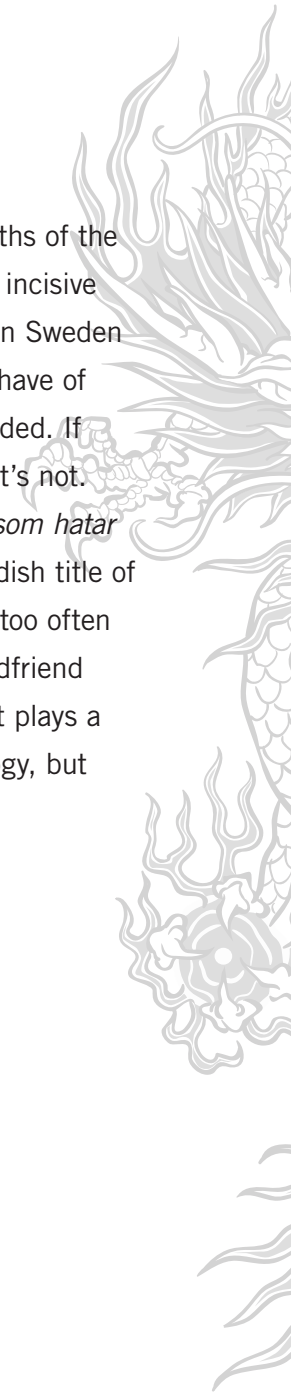 ths of the
incisive
n Sweden
have of
ded. If
t's not.
som hatar
dish title of
too often
dfriend
t plays a
gy, but